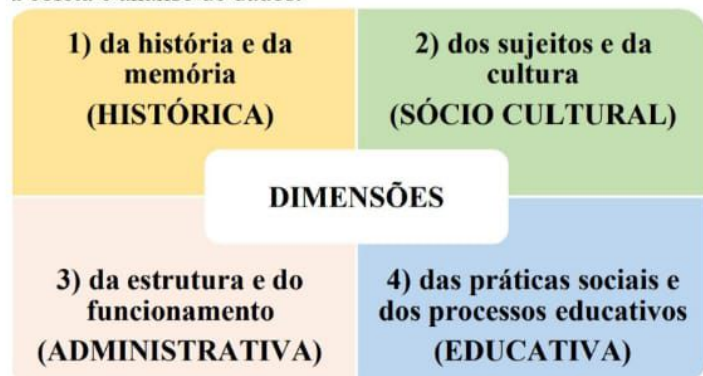 1) da história e da
memória
(HISTÓRICA)
2) dos sujeitos e da
cultura
(SÓCIO CULTURAL)
DIMENSÕES
3) da estrutura e do
funcionamento
(ADMINISTRATIVA)
4) das práticas sociais e
dos processos educativos
(EDUCATIVA)